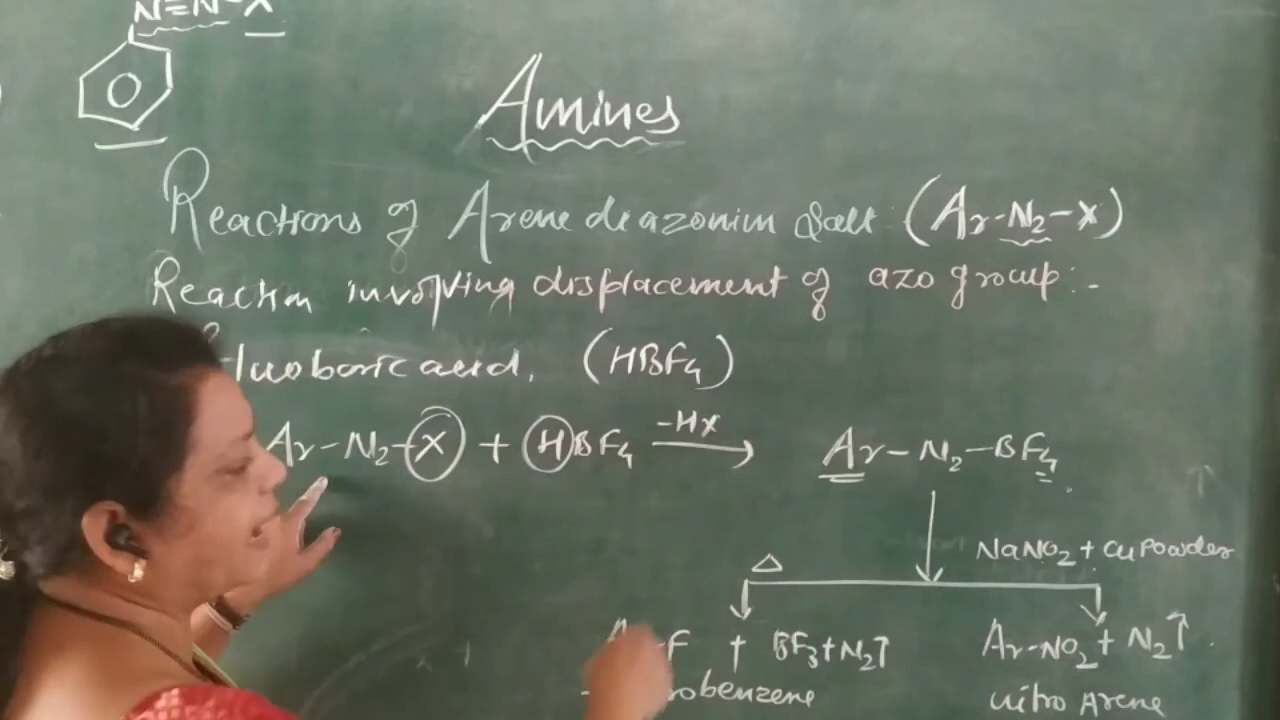 N=N-X
Amines
Reactions of Arene deazonim Salt (Ar-N2-X)
Reaction involving displacement of azo group:-
fluoboric acid, (HBF4)
Ar-N2-X + HBF4 -HX → Ar-N2-BF4
NaNO2 + Cu Powder
Δ
F + BF3+N2↑ Ar-NO2 + N2↑.
robenzene nitro Arene